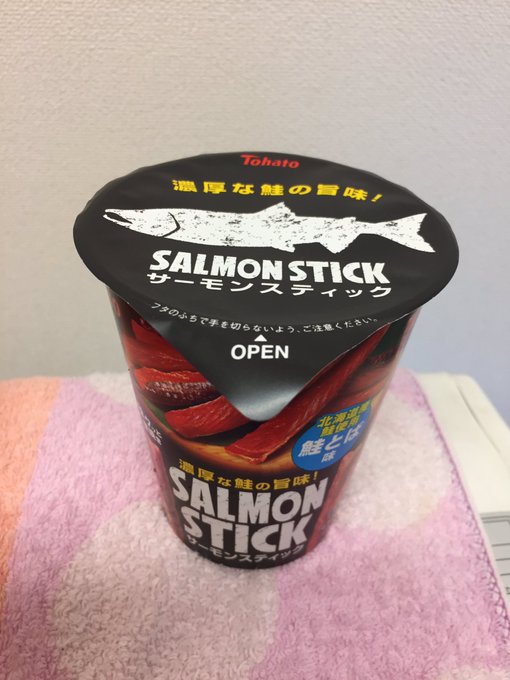 Tohato
濃厚な鮭の旨味!
SALMON STICK
サーモンスティック
フタのふちで手を切らないよう、ご注意ください。
OPEN
北海道産
鮭使用
鮭とば
味
濃厚な鮭の旨味!
SALMON
STICK
サーモンスティック